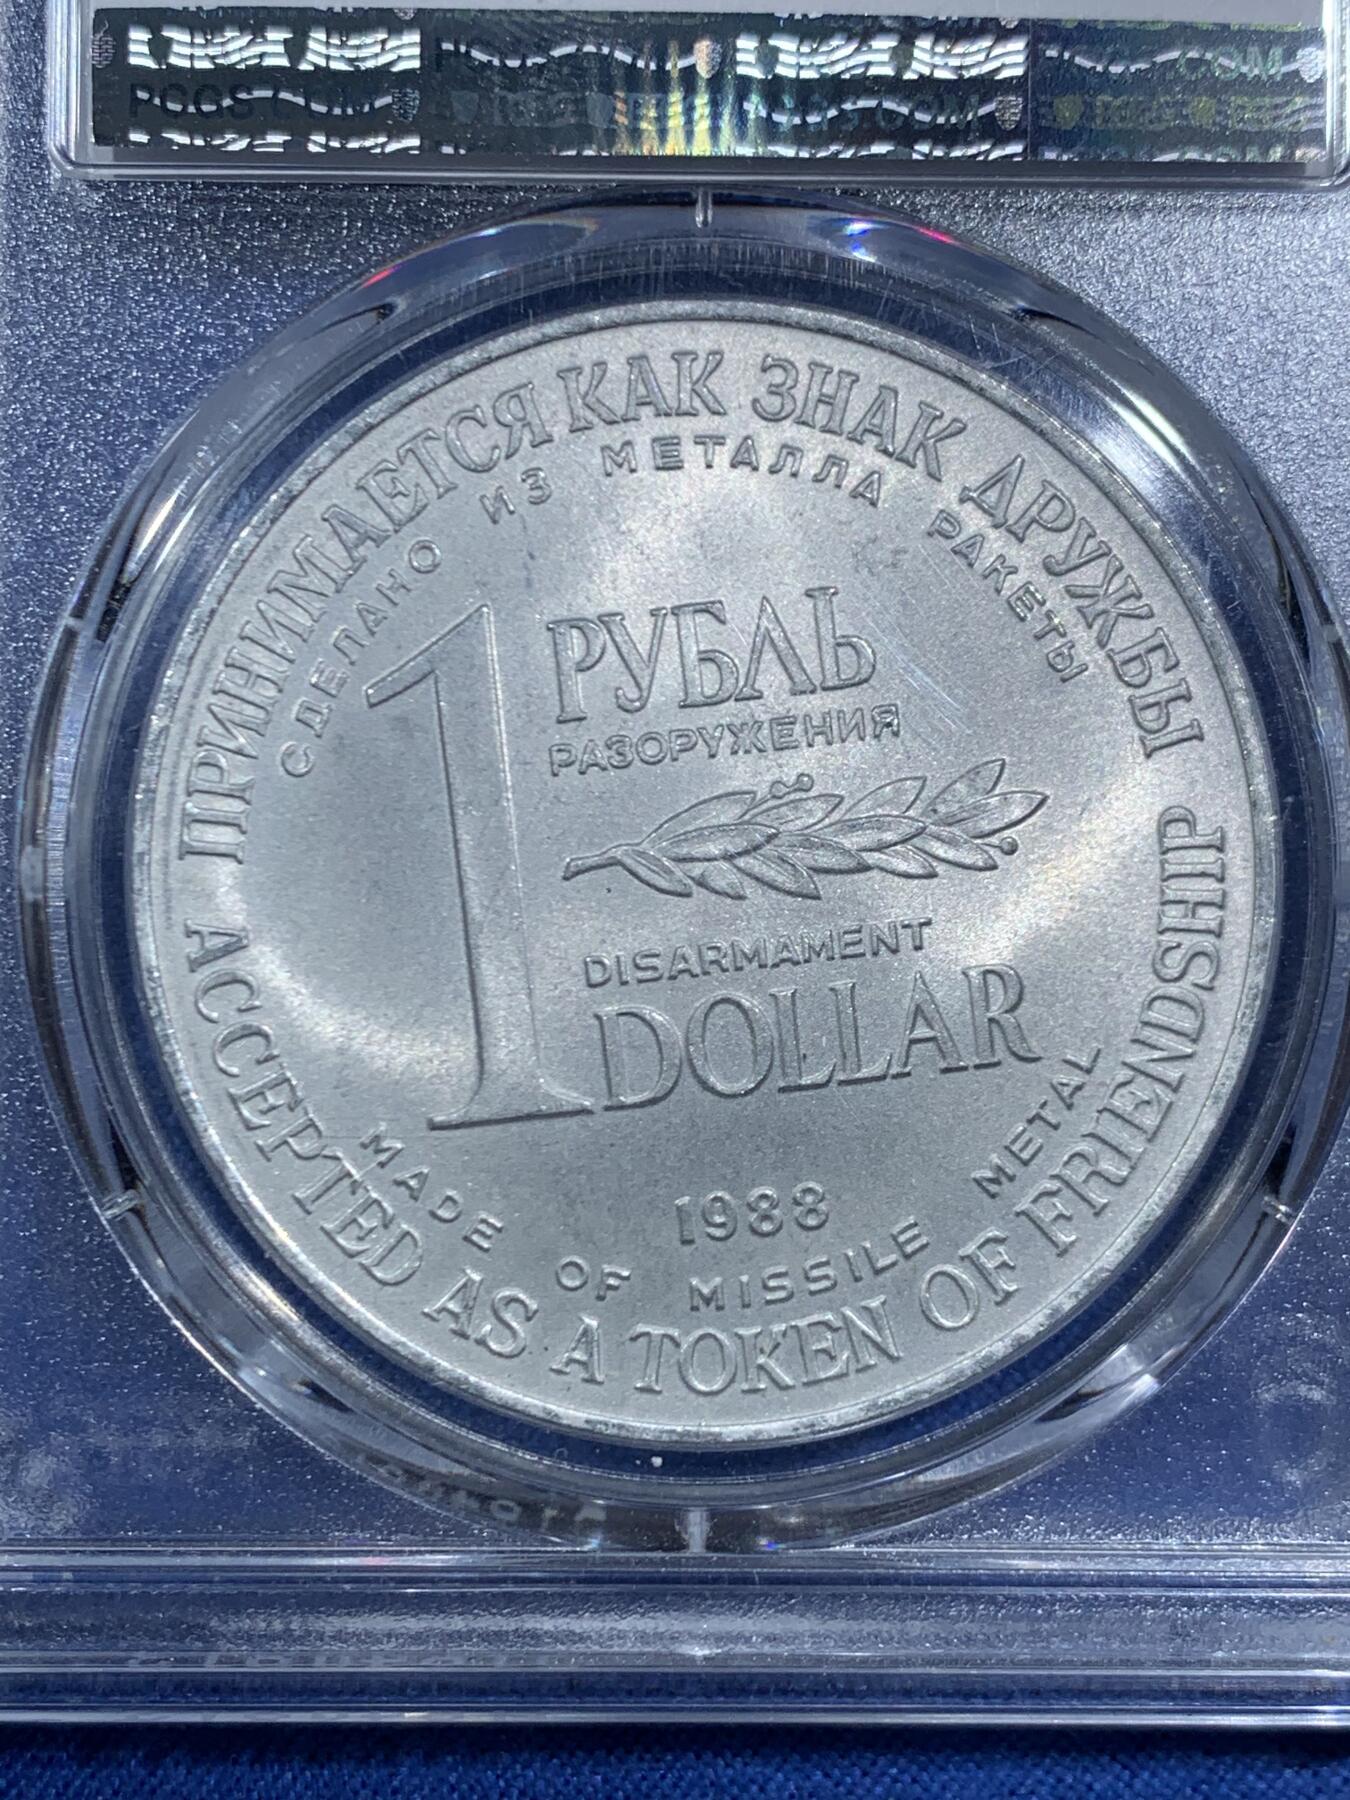 PCGS.COM
ПРИНИМАЕТСЯ КАК ЗНАК ДРУЖБЫ
СДЕЛАНО ИЗ МЕТАЛЛА РАКЕТЫ
1 РУБЛЬ
РАЗОРУЖЕНИЯ
DISARMAMENT
DOLLAR
1988
MADE OF MISSILE METAL
ACCEPTED AS A TOKEN OF FRIENDSHIP